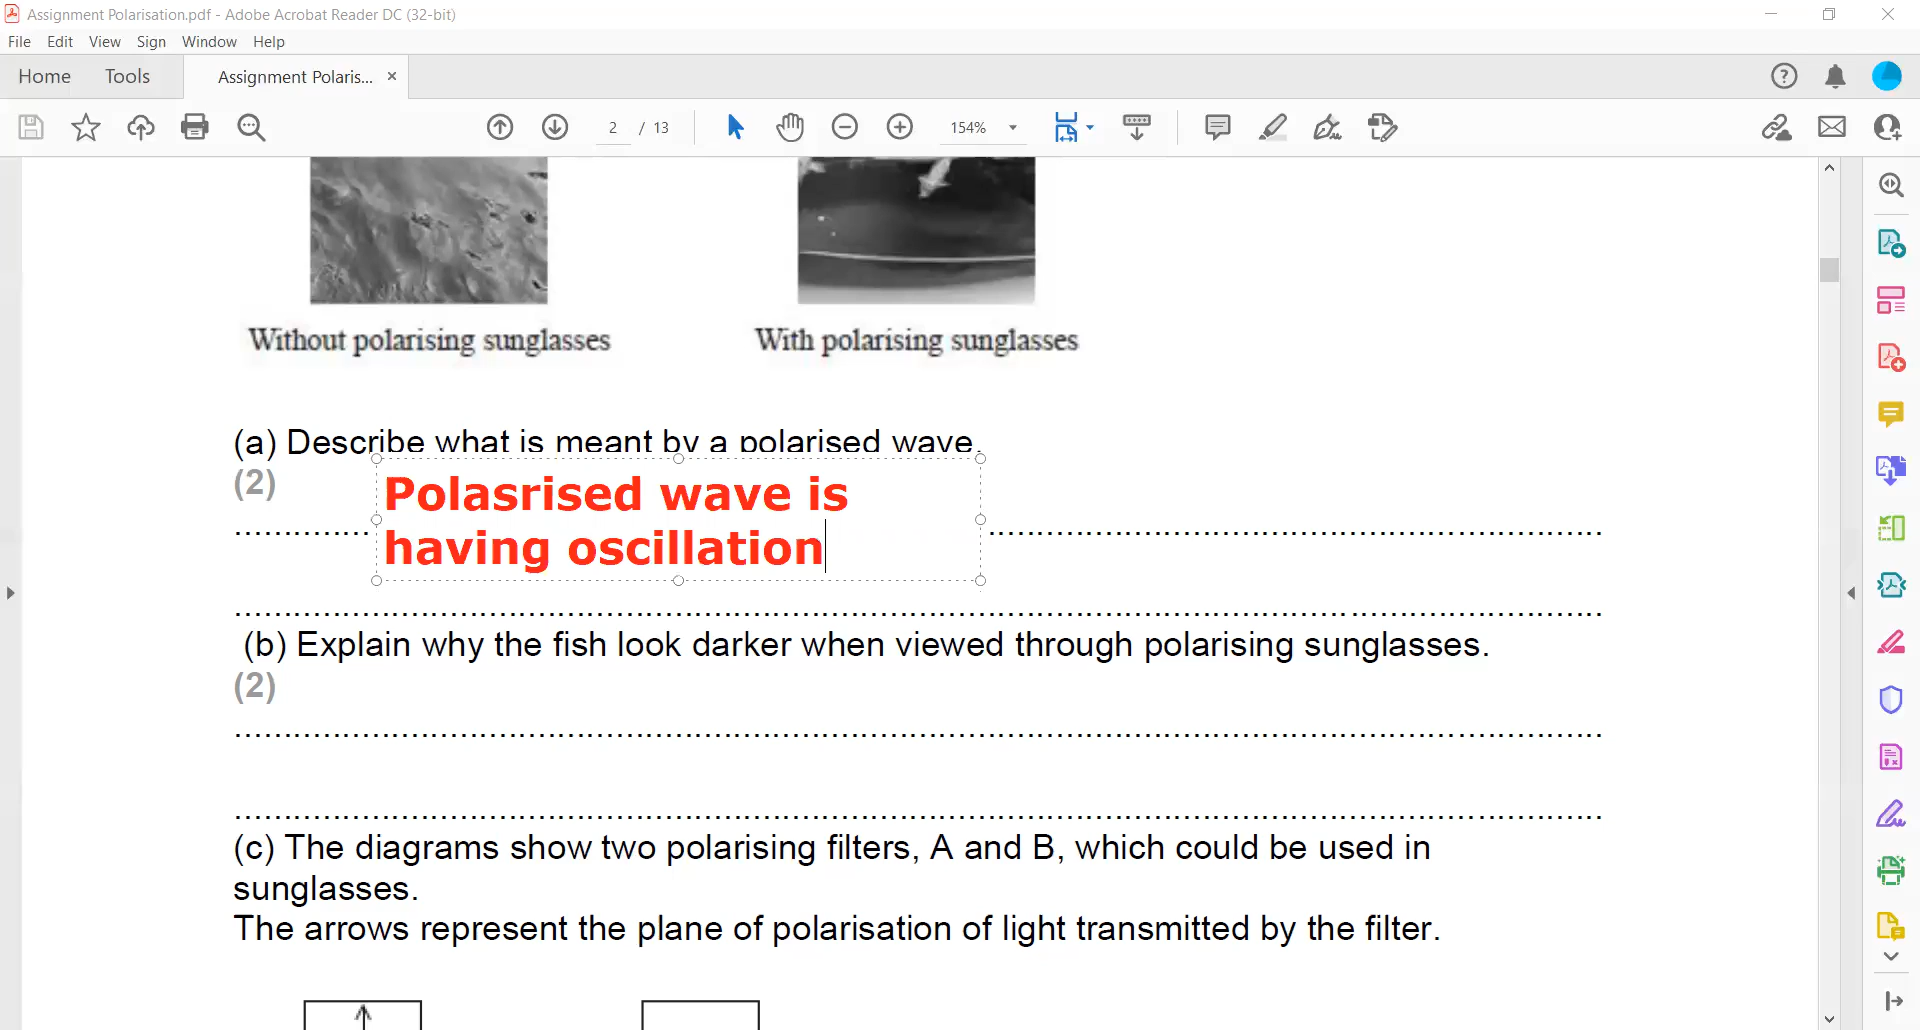 Assignment Polarisation.pdf - Adobe Acrobat Reader DC (32-bit)
File Edit View Sign Window Help
Home Tools Assignment Polaris... ×
2 / 13 154%
Without polarising sunglasses With polarising sunglasses
(a) Describe what is meant by a polarised wave.
(2)
Polasrised wave is
having oscillation
(b) Explain why the fish look darker when viewed through polarising sunglasses.
(2)
(c) The diagrams show two polarising filters, A and B, which could be used in
sunglasses.
The arrows represent the plane of polarisation of light transmitted by the filter.